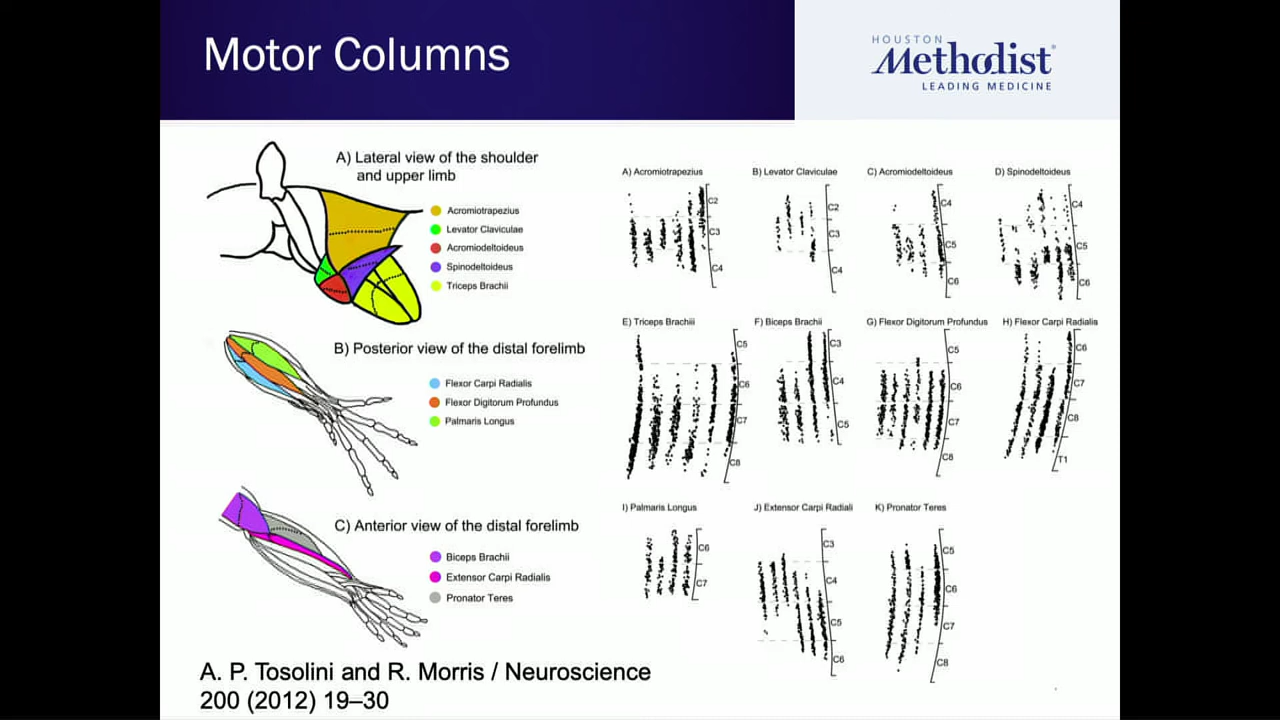 Motor Columns
HOUSTON
Methodist®
LEADING MEDICINE
A) Lateral view of the shoulder
and upper limb
Acromiotrapezius
Levator Claviculae
Acromiodeltoideus
Spinodeltoideus
Triceps Brachii
B) Posterior view of the distal forelimb
Flexor Carpi Radialis
Flexor Digitorum Profundus
Palmaris Longus
C) Anterior view of the distal forelimb
Biceps Brachii
Extensor Carpi Radialis
Pronator Teres
A) Acromiotrapezius
C2
C3
C4
B) Levator Claviculae
C2
C3
C4
C) Acromiodeltoideus
C4
C5
C6
D) Spinodeltoideus
C4
C5
C6
E) Triceps Brachii
C5
C6
C7
C8
F) Biceps Brachii
C3
C4
C5
G) Flexor Digitorum Profundus
C5
C6
C7
C8
H) Flexor Carpi Radialis
C6
C7
C8
T1
I) Palmaris Longus
C6
C7
J) Extensor Carpi Radiali
C3
C4
C5
C6
K) Pronator Teres
C5
C6
C7
C8
A. P. Tosolini and R. Morris / Neuroscience
200 (2012) 19–30